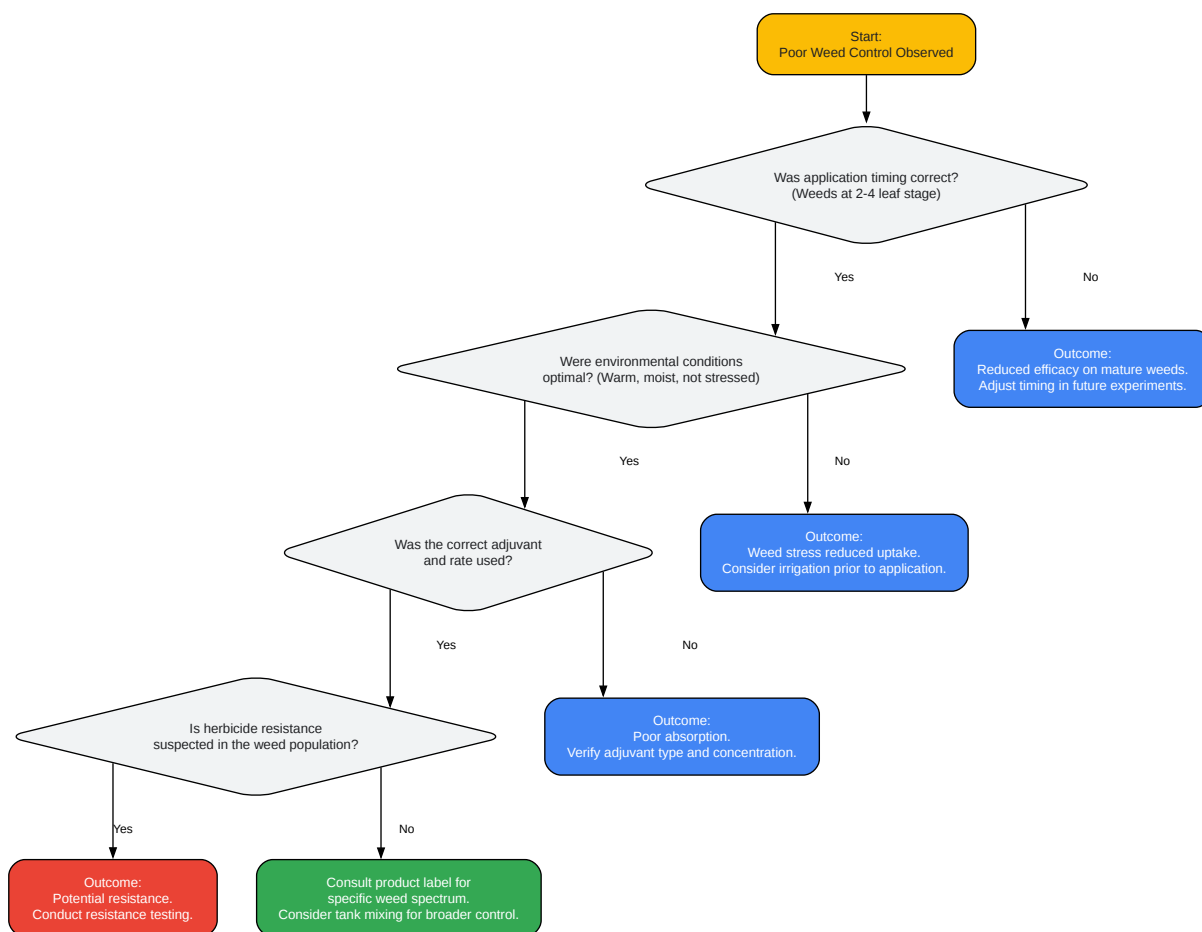 Start:
Poor Weed Control Observed
Was application timing correct?
(Weeds at 2-4 leaf stage)
Yes
No
Were environmental conditions
optimal? (Warm, moist, not stressed)
Outcome:
Reduced efficacy on mature weeds.
Adjust timing in future experiments.
Yes
No
Was the correct adjuvant
and rate used?
Outcome:
Weed stress reduced uptake.
Consider irrigation prior to application.
Yes
No
Is herbicide resistance
suspected in the weed population?
Outcome:
Poor absorption.
Verify adjuvant type and concentration.
Yes
No
Outcome:
Potential resistance.
Conduct resistance testing.
Consult product label for
specific weed spectrum.
Consider tank mixing for broader control.